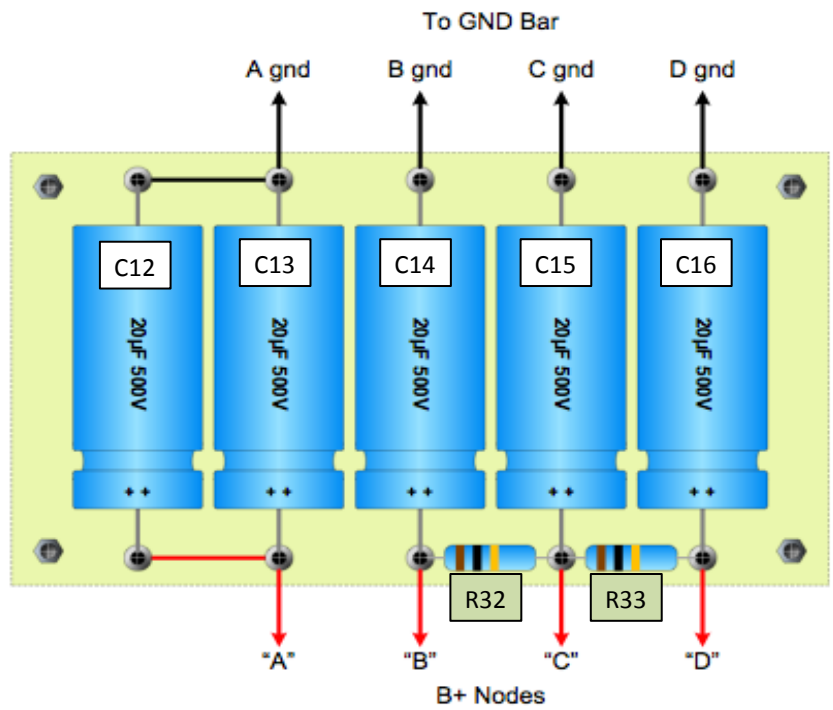 To GND Bar
A gnd B gnd C gnd D gnd
C12 C13 C14 C15 C16
20µF 500V 20µF 500V 20µF 500V 20µF 500V 20µF 500V
++ ++ ++ ++ ++
R32 R33
“A” “B” “C” “D”
B+ Nodes